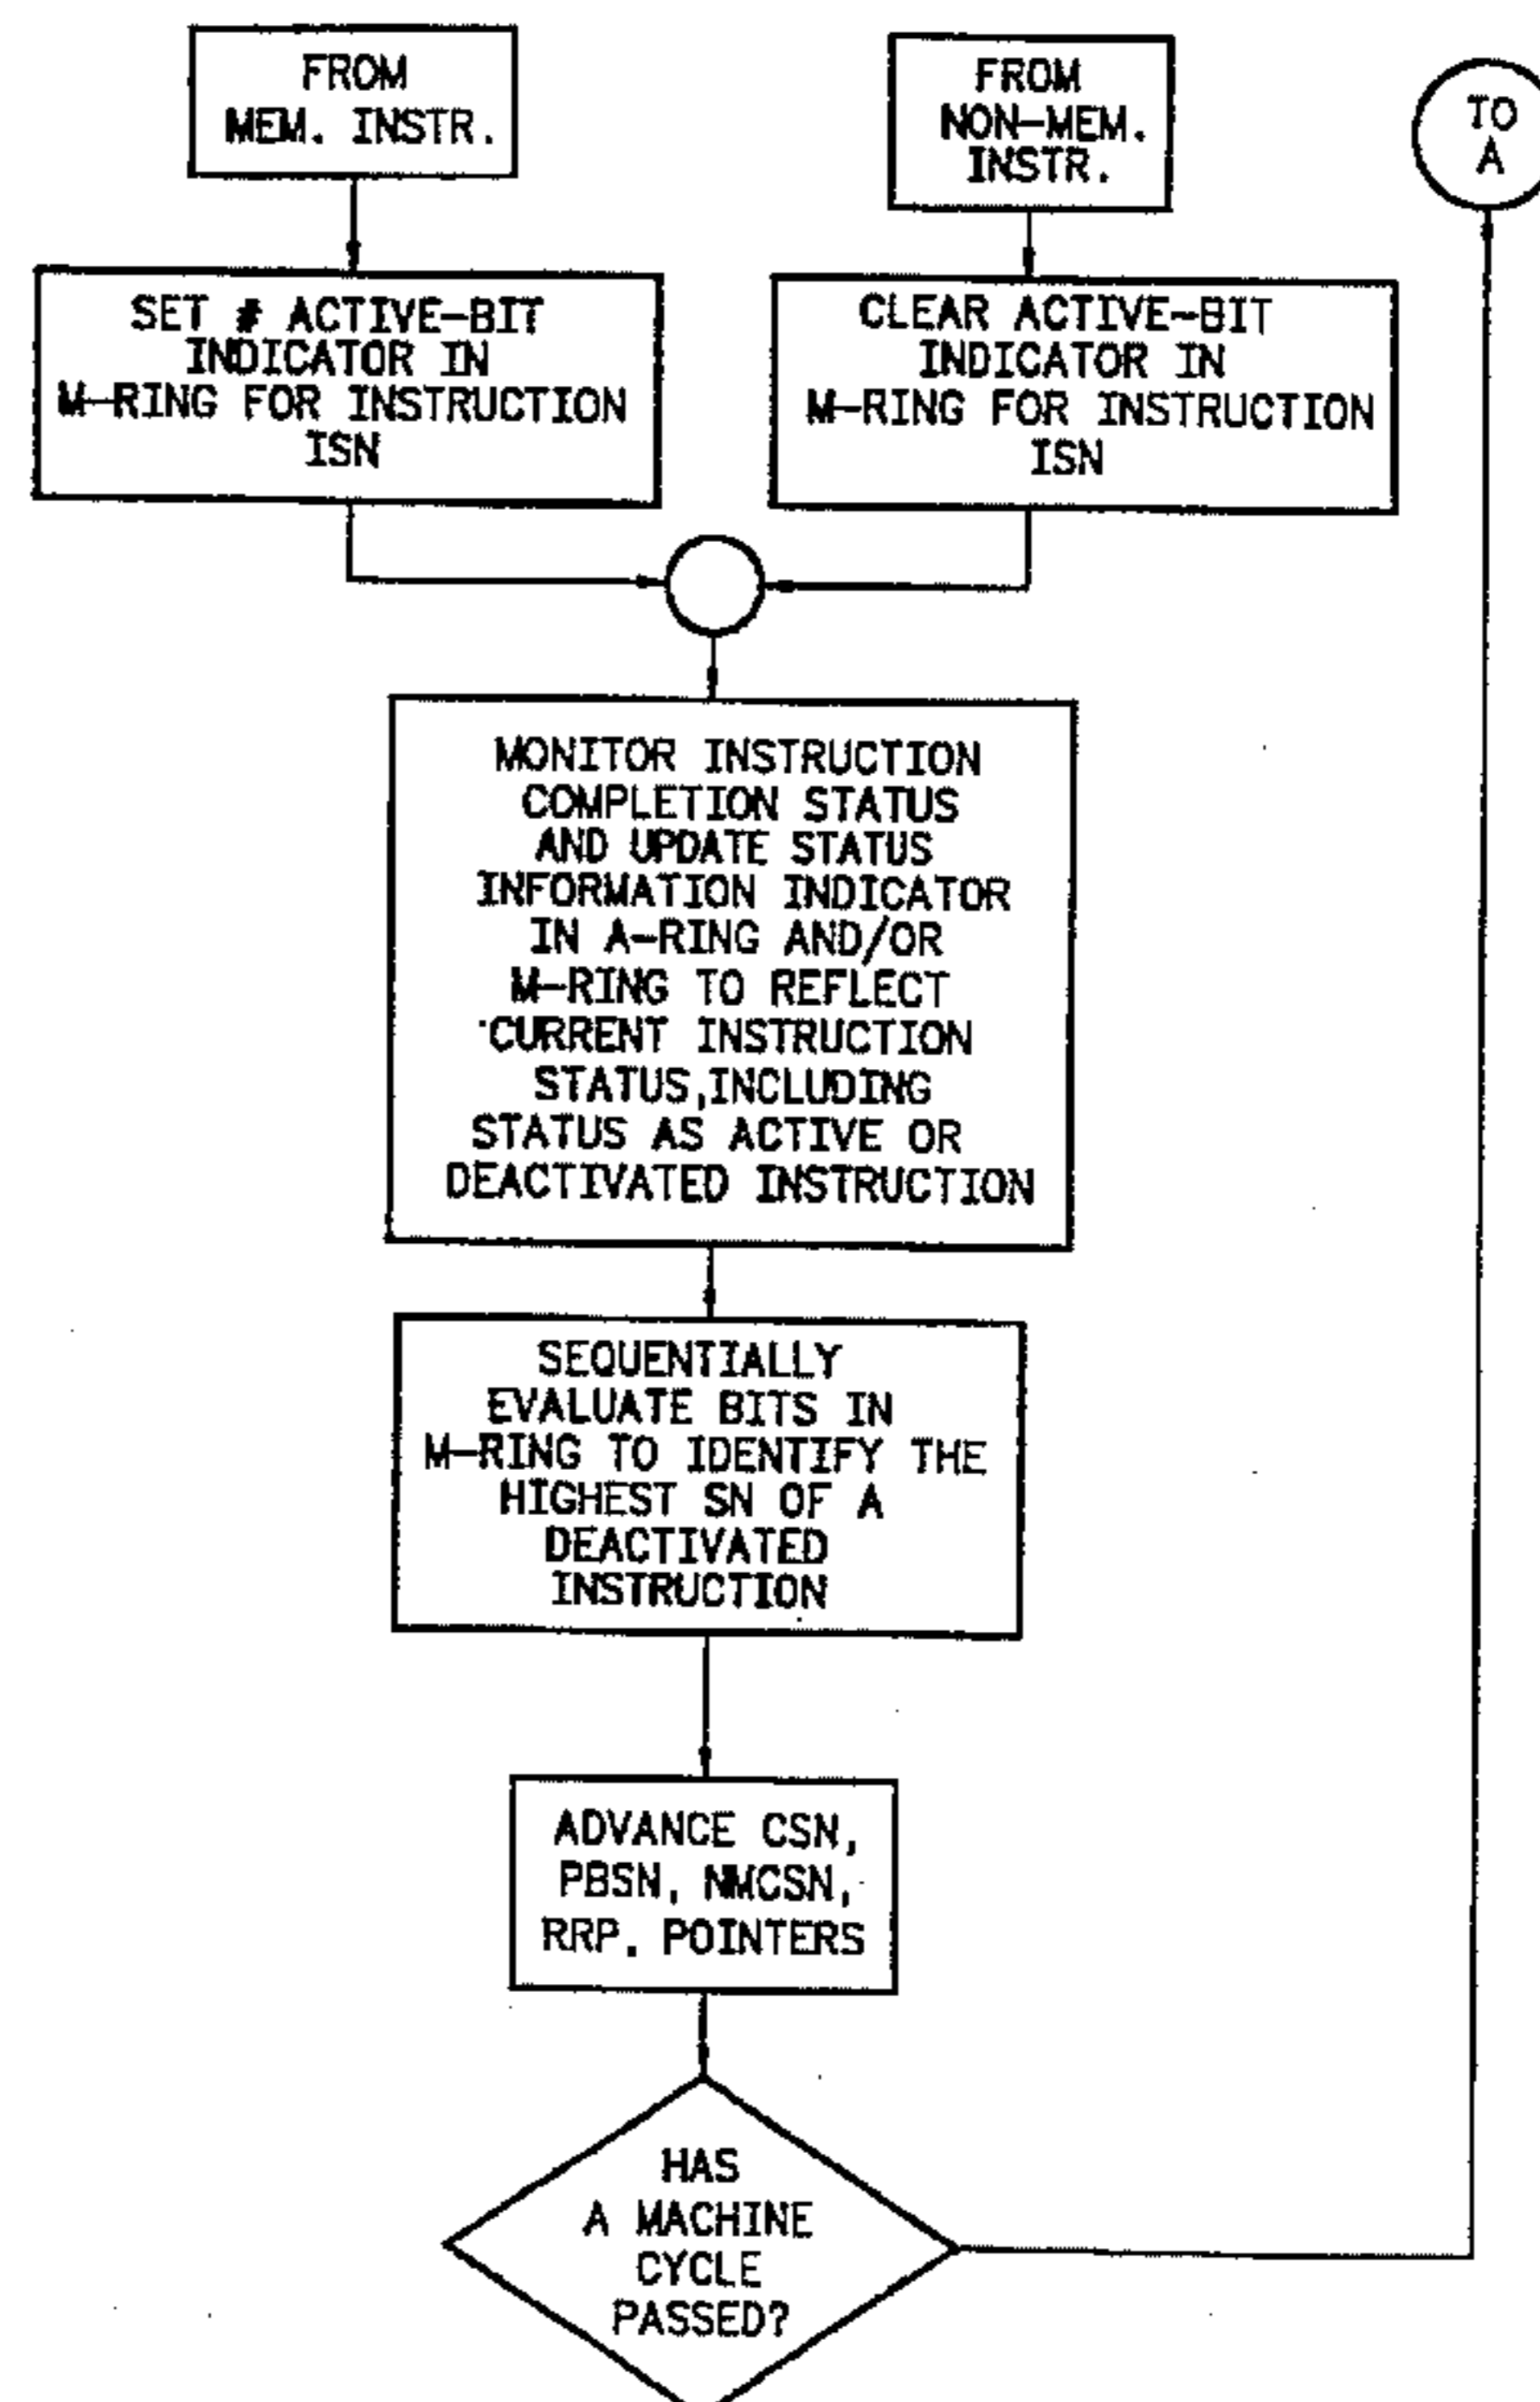 FROM
MEM. INSTR.
FROM
NON-MEM.
INSTR.
TO
A
SET # ACTIVE-BIT
INDICATOR IN
M-RING FOR INSTRUCTION
ISN
CLEAR ACTIVE-BIT
INDICATOR IN
M-RING FOR INSTRUCTION
ISN
MONITOR INSTRUCTION
COMPLETION STATUS
AND UPDATE STATUS
INFORMATION INDICATOR
IN A-RING AND/OR
M-RING TO REFLECT
CURRENT INSTRUCTION
STATUS,INCLUDING
STATUS AS ACTIVE OR
DEACTIVATED INSTRUCTION
SEQUENTIALLY
EVALUATE BITS IN
M-RING TO IDENTIFY THE
HIGHEST SN OF A
DEACTIVATED
INSTRUCTION
ADVANCE CSN,
PBSN, NMCSN,
RRP. POINTERS
HAS
A MACHINE
CYCLE
PASSED?